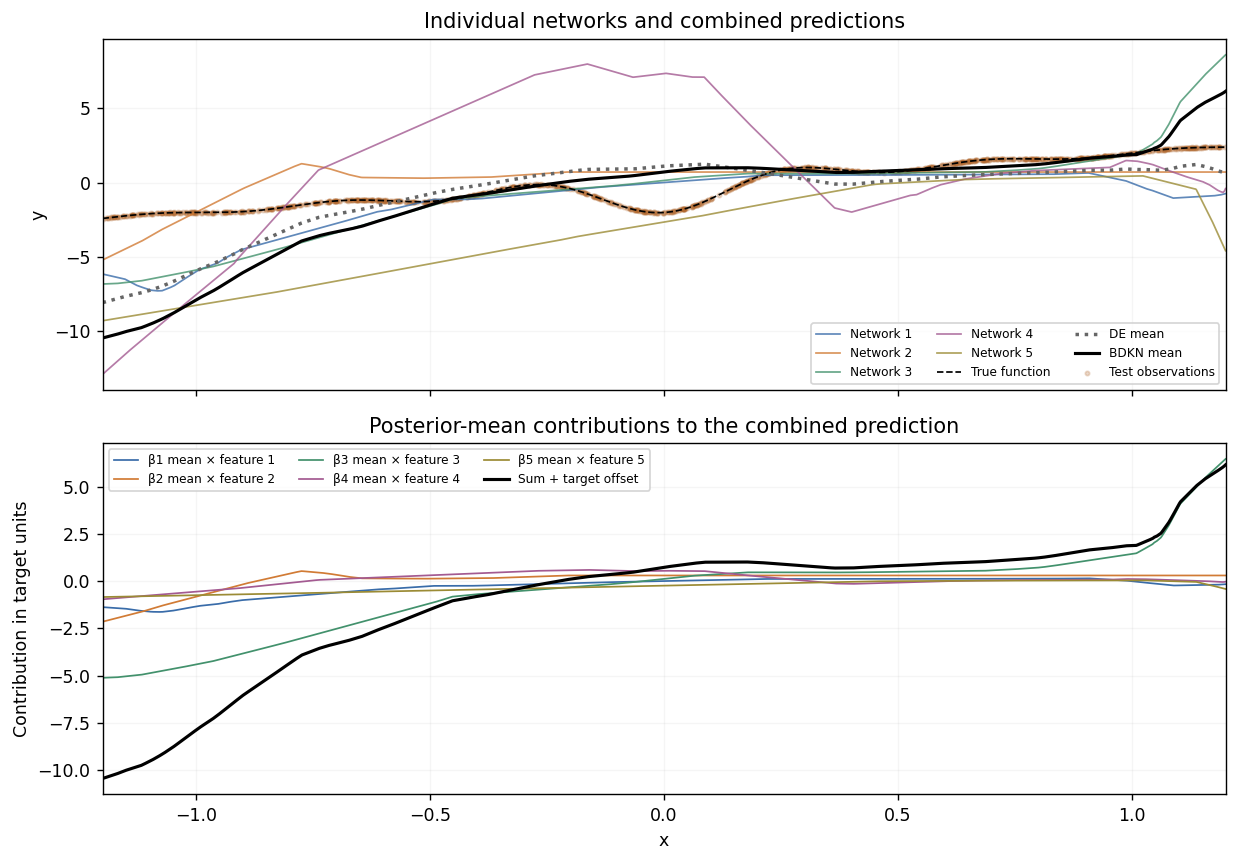 Individual networks and combined predictions
5
0
−5
−10
y
Network 1
Network 2
Network 3
Network 4
Network 5
True function
DE mean
BDKN mean
Test observations
Posterior-mean contributions to the combined prediction
β1 mean × feature 1
β2 mean × feature 2
β3 mean × feature 3
β4 mean × feature 4
β5 mean × feature 5
Sum + target offset
5.0
2.5
0.0
−2.5
−5.0
−7.5
−10.0
Contribution in target units
−1.0
−0.5
0.0
0.5
1.0
x